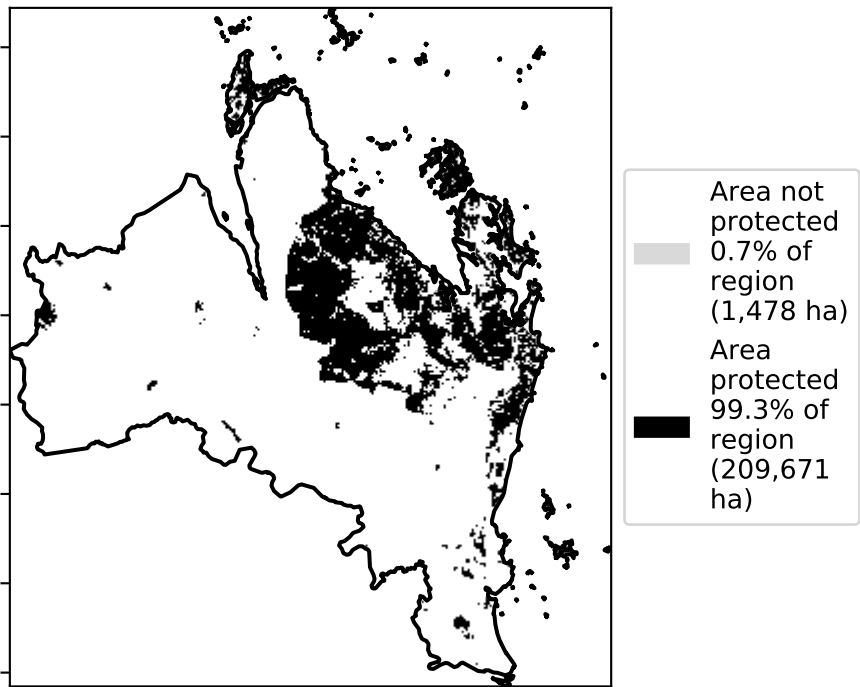 Area not
protected
0.7% of
region
(1,478 ha)
Area
protected
99.3% of
region
(209,671
ha)